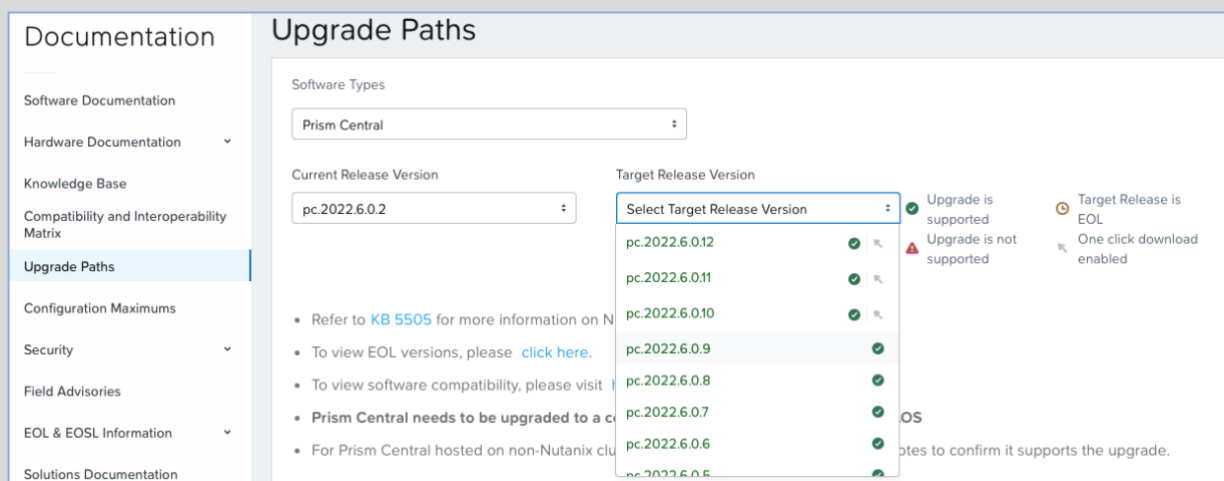 Documentation
Software Documentation
Hardware Documentation
Knowledge Base
Compatibility and Interoperability
Matrix
Upgrade Paths
Configuration Maximums
Security
Field Advisories
EOL & EOSL Information
Solutions Documentation
Upgrade Paths
Software Types
Prism Central
Current Release Version
pc.2022.6.0.2
Target Release Version
Select Target Release Version
pc.2022.6.0.12
pc.2022.6.0.11
pc.2022.6.0.10
pc.2022.6.0.9
pc.2022.6.0.8
pc.2022.6.0.7
pc.2022.6.0.6
pc.2022.6.0.5
Upgrade is
supported
Upgrade is not
supported
Target Release is
EOL
One click download
enabled
• Refer to KB 5505 for more information on N
• To view EOL versions, please click here.
• To view software compatibility, please visit
• Prism Central needs to be upgraded to a co OS
• For Prism Central hosted on non-Nutanix clu otes to confirm it supports the upgrade.